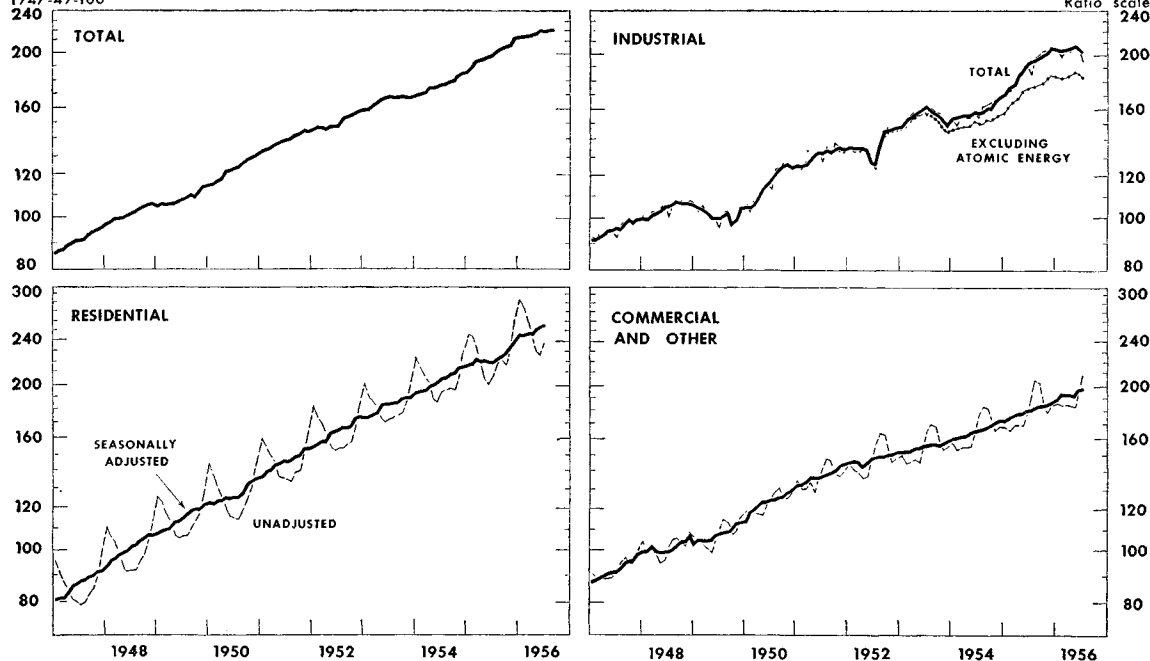 1947-49=100
Ratio scale
TOTAL
240
200
160
120
100
80
INDUSTRIAL
TOTAL
EXCLUDING
ATOMIC ENERGY
240
200
160
120
100
80
RESIDENTIAL
SEASONALLY
ADJUSTED
UNADJUSTED
300
240
200
160
120
100
80
1948 1950 1952 1954 1956
COMMERCIAL
AND OTHER
300
240
200
160
120
100
80
1948 1950 1952 1954 1956